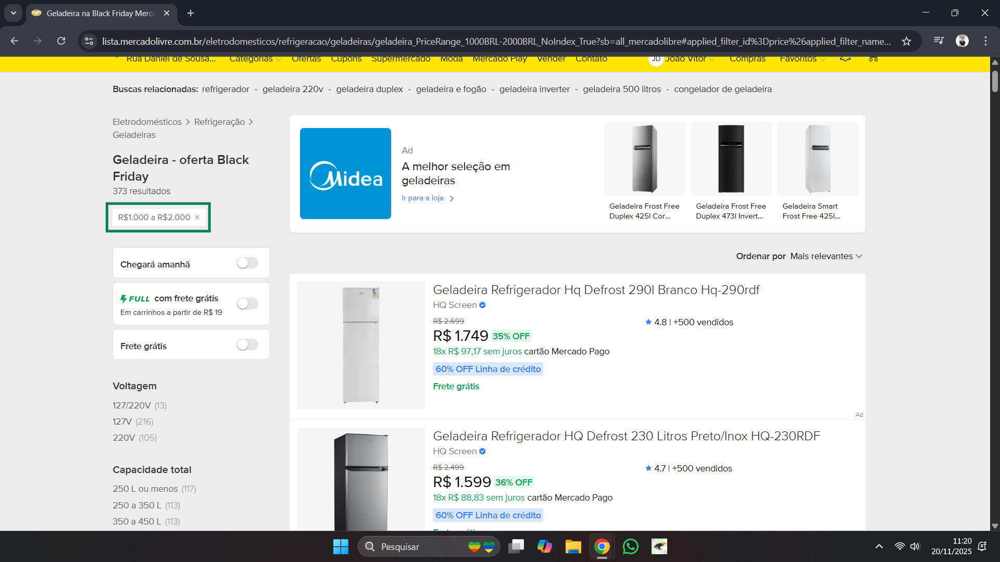 Geladeira na Black Friday Merca
lista.mercadolivre.com.br/eletrodomesticos/refrigeracao/geladeiras/geladeira_PriceRange_1000BRL-2000BRL_NoIndex_True?sb=all_mercadolibre#applied_filter_id%3Dprice%26applied_filter_name...
Rua Daniel de Sousa... Categorias Ofertas Cupons Supermercado Moda Mercado Play Vender Contato JD João Vitor Compras Favoritos
Buscas relacionadas: refrigerador - geladeira 220v - geladeira duplex - geladeira e fogão - geladeira inverter - geladeira 500 litros - congelador de geladeira
Eletrodomésticos > Refrigeração >
Geladeiras
Geladeira - oferta Black
Friday
373 resultados
R$1.000 a R$2.000 ×
Chegará amanhã
FULL com frete grátis
Em carrinhos a partir de R$ 19
Frete grátis
Voltagem
127/220V (13)
127V (216)
220V (105)
Capacidade total
250 L ou menos (117)
250 a 350 L (113)
350 a 450 L (113)
Midea
Ad
A melhor seleção em
geladeiras
Ir para a loja
Geladeira Frost Free
Duplex 425l Cor...
Geladeira Frost Free
Duplex 473l Invert...
Geladeira Smart
Frost Free 425l...
Ordenar por Mais relevantes
Geladeira Refrigerador Hq Defrost 290l Branco Hq-290rdf
HQ Screen
R$ 2.699
4.8 | +500 vendidos
R$ 1.749 35% OFF
18x R$ 97,17 sem juros cartão Mercado Pago
60% OFF Linha de crédito
Frete grátis
Ad
Geladeira Refrigerador HQ Defrost 230 Litros Preto/Inox HQ-230RDF
HQ Screen
R$ 2.499
4.7 | +500 vendidos
R$ 1.599 36% OFF
18x R$ 88,83 sem juros cartão Mercado Pago
60% OFF Linha de crédito
Frete grátis
Pesquisar
11:20
20/11/2025